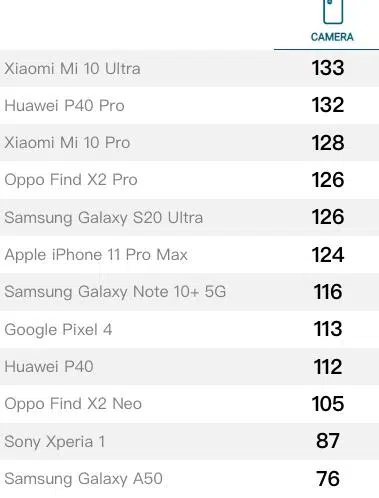 CAMERA
Xiaomi Mi 10 Ultra 133
Huawei P40 Pro 132
Xiaomi Mi 10 Pro 128
Oppo Find X2 Pro 126
Samsung Galaxy S20 Ultra 126
Apple iPhone 11 Pro Max 124
Samsung Galaxy Note 10+ 5G 116
Google Pixel 4 113
Huawei P40 112
Oppo Find X2 Neo 105
Sony Xperia 1 87
Samsung Galaxy A50 76